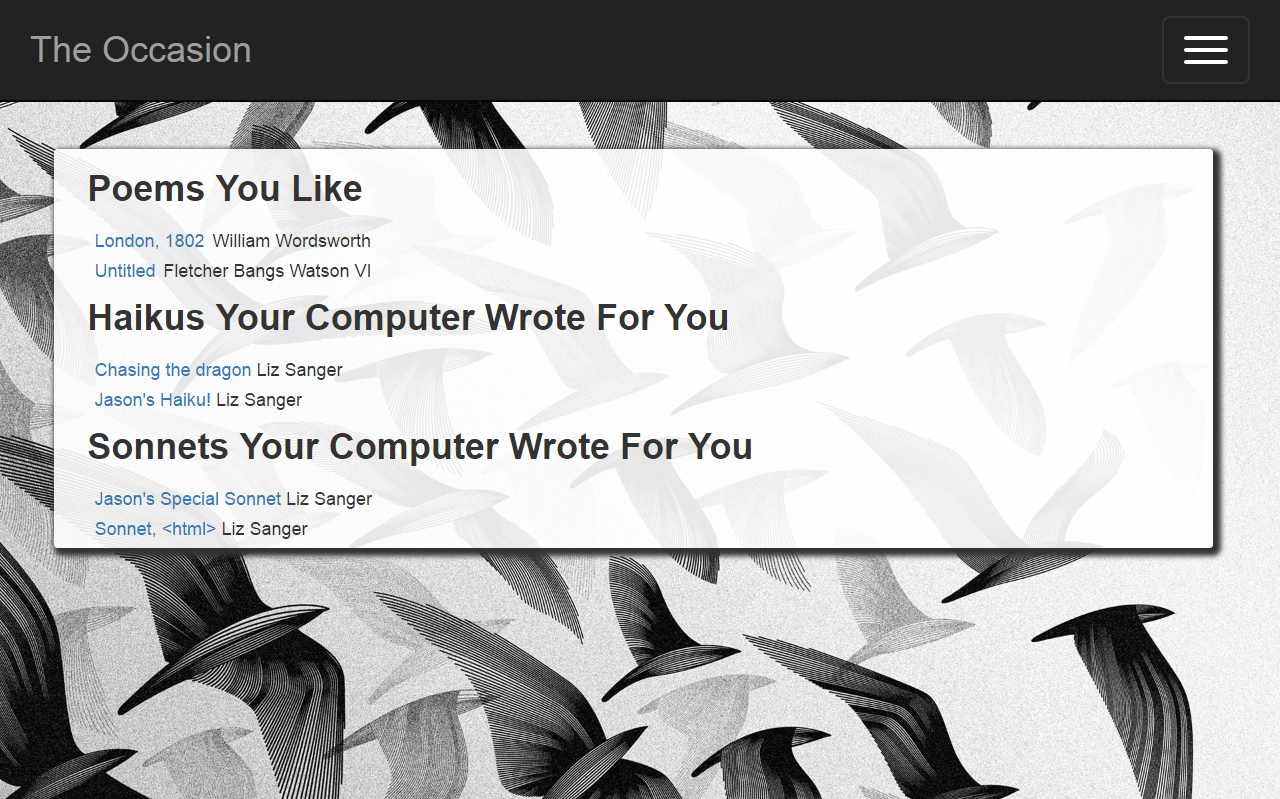 The Occasion
Poems You Like
London, 1802 William Wordsworth
Untitled Fletcher Bangs Watson VI
Haikus Your Computer Wrote For You
Chasing the dragon Liz Sanger
Jason's Haiku! Liz Sanger
Sonnets Your Computer Wrote For You
Jason's Special Sonnet Liz Sanger
Sonnet, <html> Liz Sanger